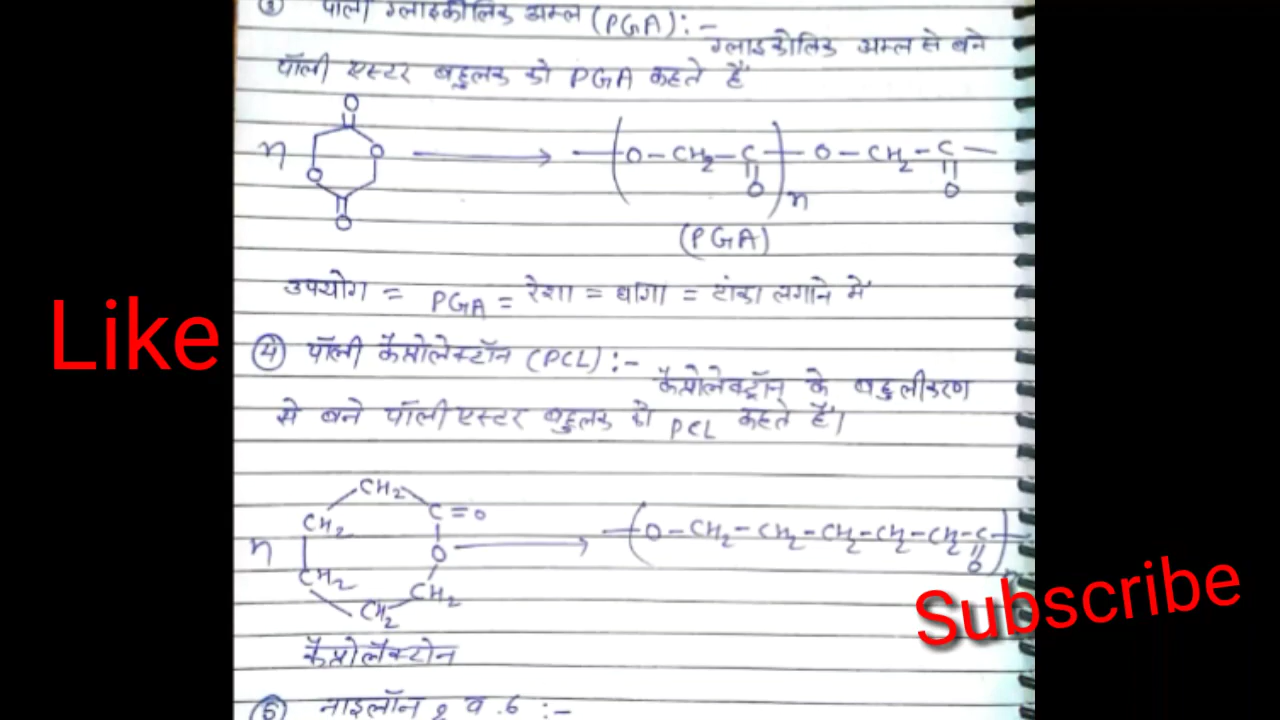 ③ पॉली ग्लाइकोलिक अम्ल (PGA):-
ग्लाइकोलिक अम्ल से बने
पॉली एस्टर बहुलक को PGA कहते हैं
O
n
O
O
O
( O - CH2 - C ) n - O - CH2 - C -
O
O
(PGA)
उपयोग = PGA = रेशा = धागा = टांका लगाने में
Like
④ पॉली कैप्रोलेक्टॉन (PCL):-
कैप्रोलेक्ट्रॉन के बहुलीकरण
से बने पॉली एस्टर बहुलक को PCL कहते हैं।
CH2
C = O
CH2
n
O
CH2
CH2
CH2
( O - CH2 - CH2 - CH2 - CH2 - CH2 - C )
O
n
Subscribe
कैप्रोलैक्टोन
⑤ नाइलॉन 2 व .6 :-